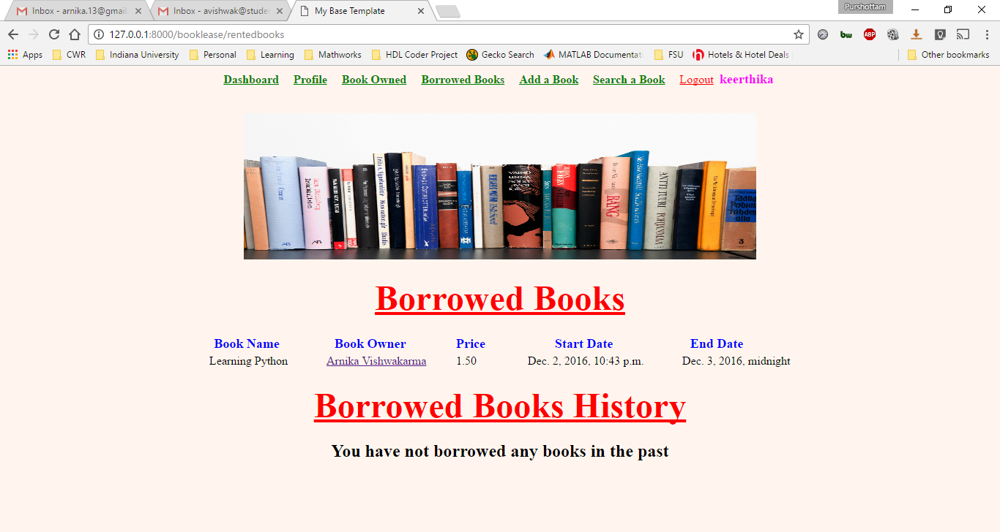 Purshottam
Inbox - arnika.13@gmail. Inbox - avishwak@stude My Base Template
127.0.0.1:8000/booklease/rentedbooks
Apps CWR Indiana University Personal Learning Mathworks HDL Coder Project Gecko Search MATLAB Documentat FSU Hotels & Hotel Deals Other bookmarks
Dashboard Profile Book Owned Borrowed Books Add a Book Search a Book Logout keerthika
BANG
3
Borrowed Books
Book Name Book Owner Price Start Date End Date
Learning Python Arnika Vishwakarma 1.50 Dec. 2, 2016, 10:43 p.m. Dec. 3, 2016, midnight
Borrowed Books History
You have not borrowed any books in the past